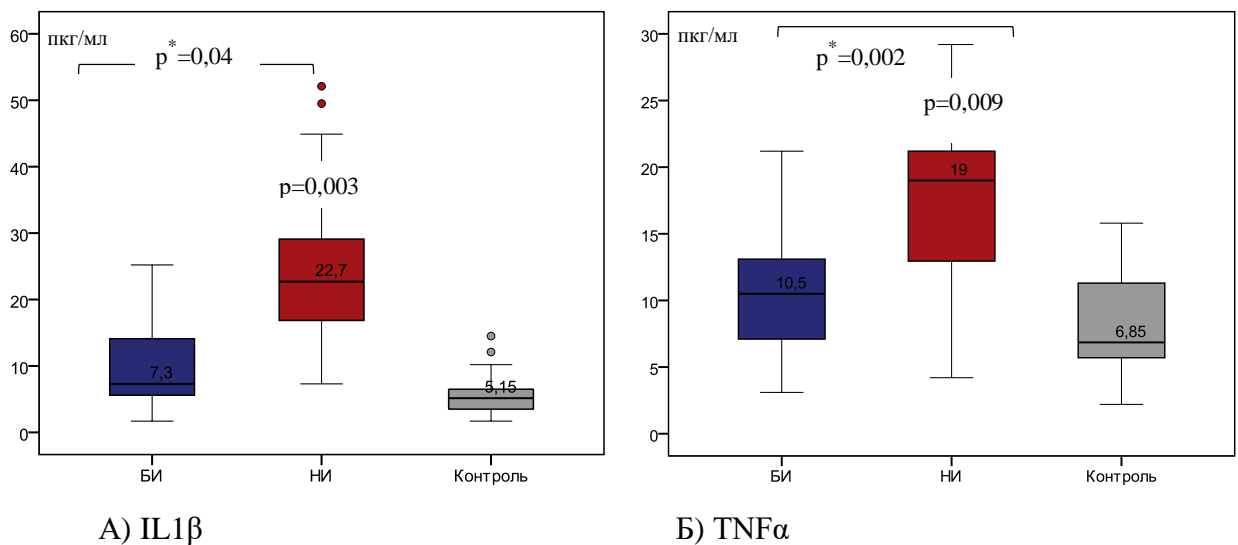 60
50
40
30
20
10
0
пкг/мл
p*=0,04
p=0,003
7,3
22,7
5,15
БИ
НИ
Контроль
А) IL1β
30
25
20
15
10
5
0
пкг/мл
p*=0,002
p=0,009
10,5
19
6,85
БИ
НИ
Контроль
Б) TNFα